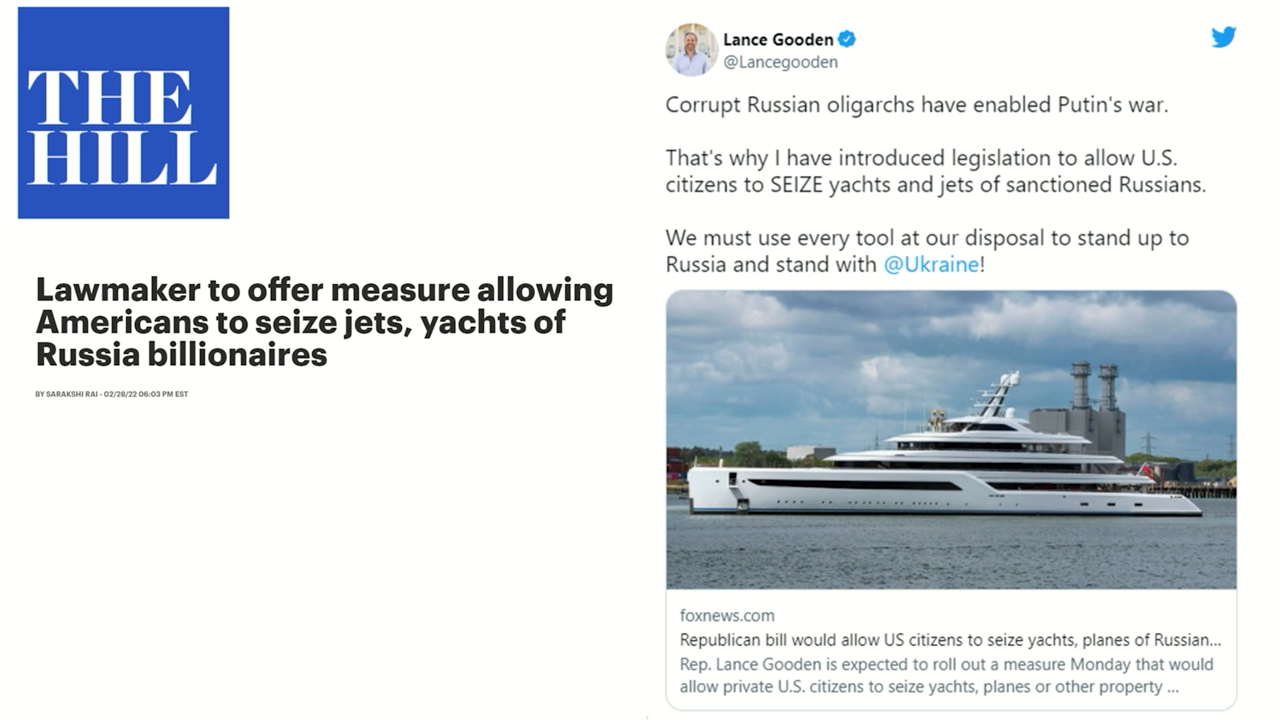 THE
HILL
Lawmaker to offer measure allowing
Americans to seize jets, yachts of
Russia billionaires
BY SARAKSHI RAI - 02/28/22 06:03 PM EST
Lance Gooden
@Lancegooden
Corrupt Russian oligarchs have enabled Putin's war.
That's why I have introduced legislation to allow U.S.
citizens to SEIZE yachts and jets of sanctioned Russians.
We must use every tool at our disposal to stand up to
Russia and stand with @Ukraine!
foxnews.com
Republican bill would allow US citizens to seize yachts, planes of Russian...
Rep. Lance Gooden is expected to roll out a measure Monday that would
allow private U.S. citizens to seize yachts, planes or other property ...